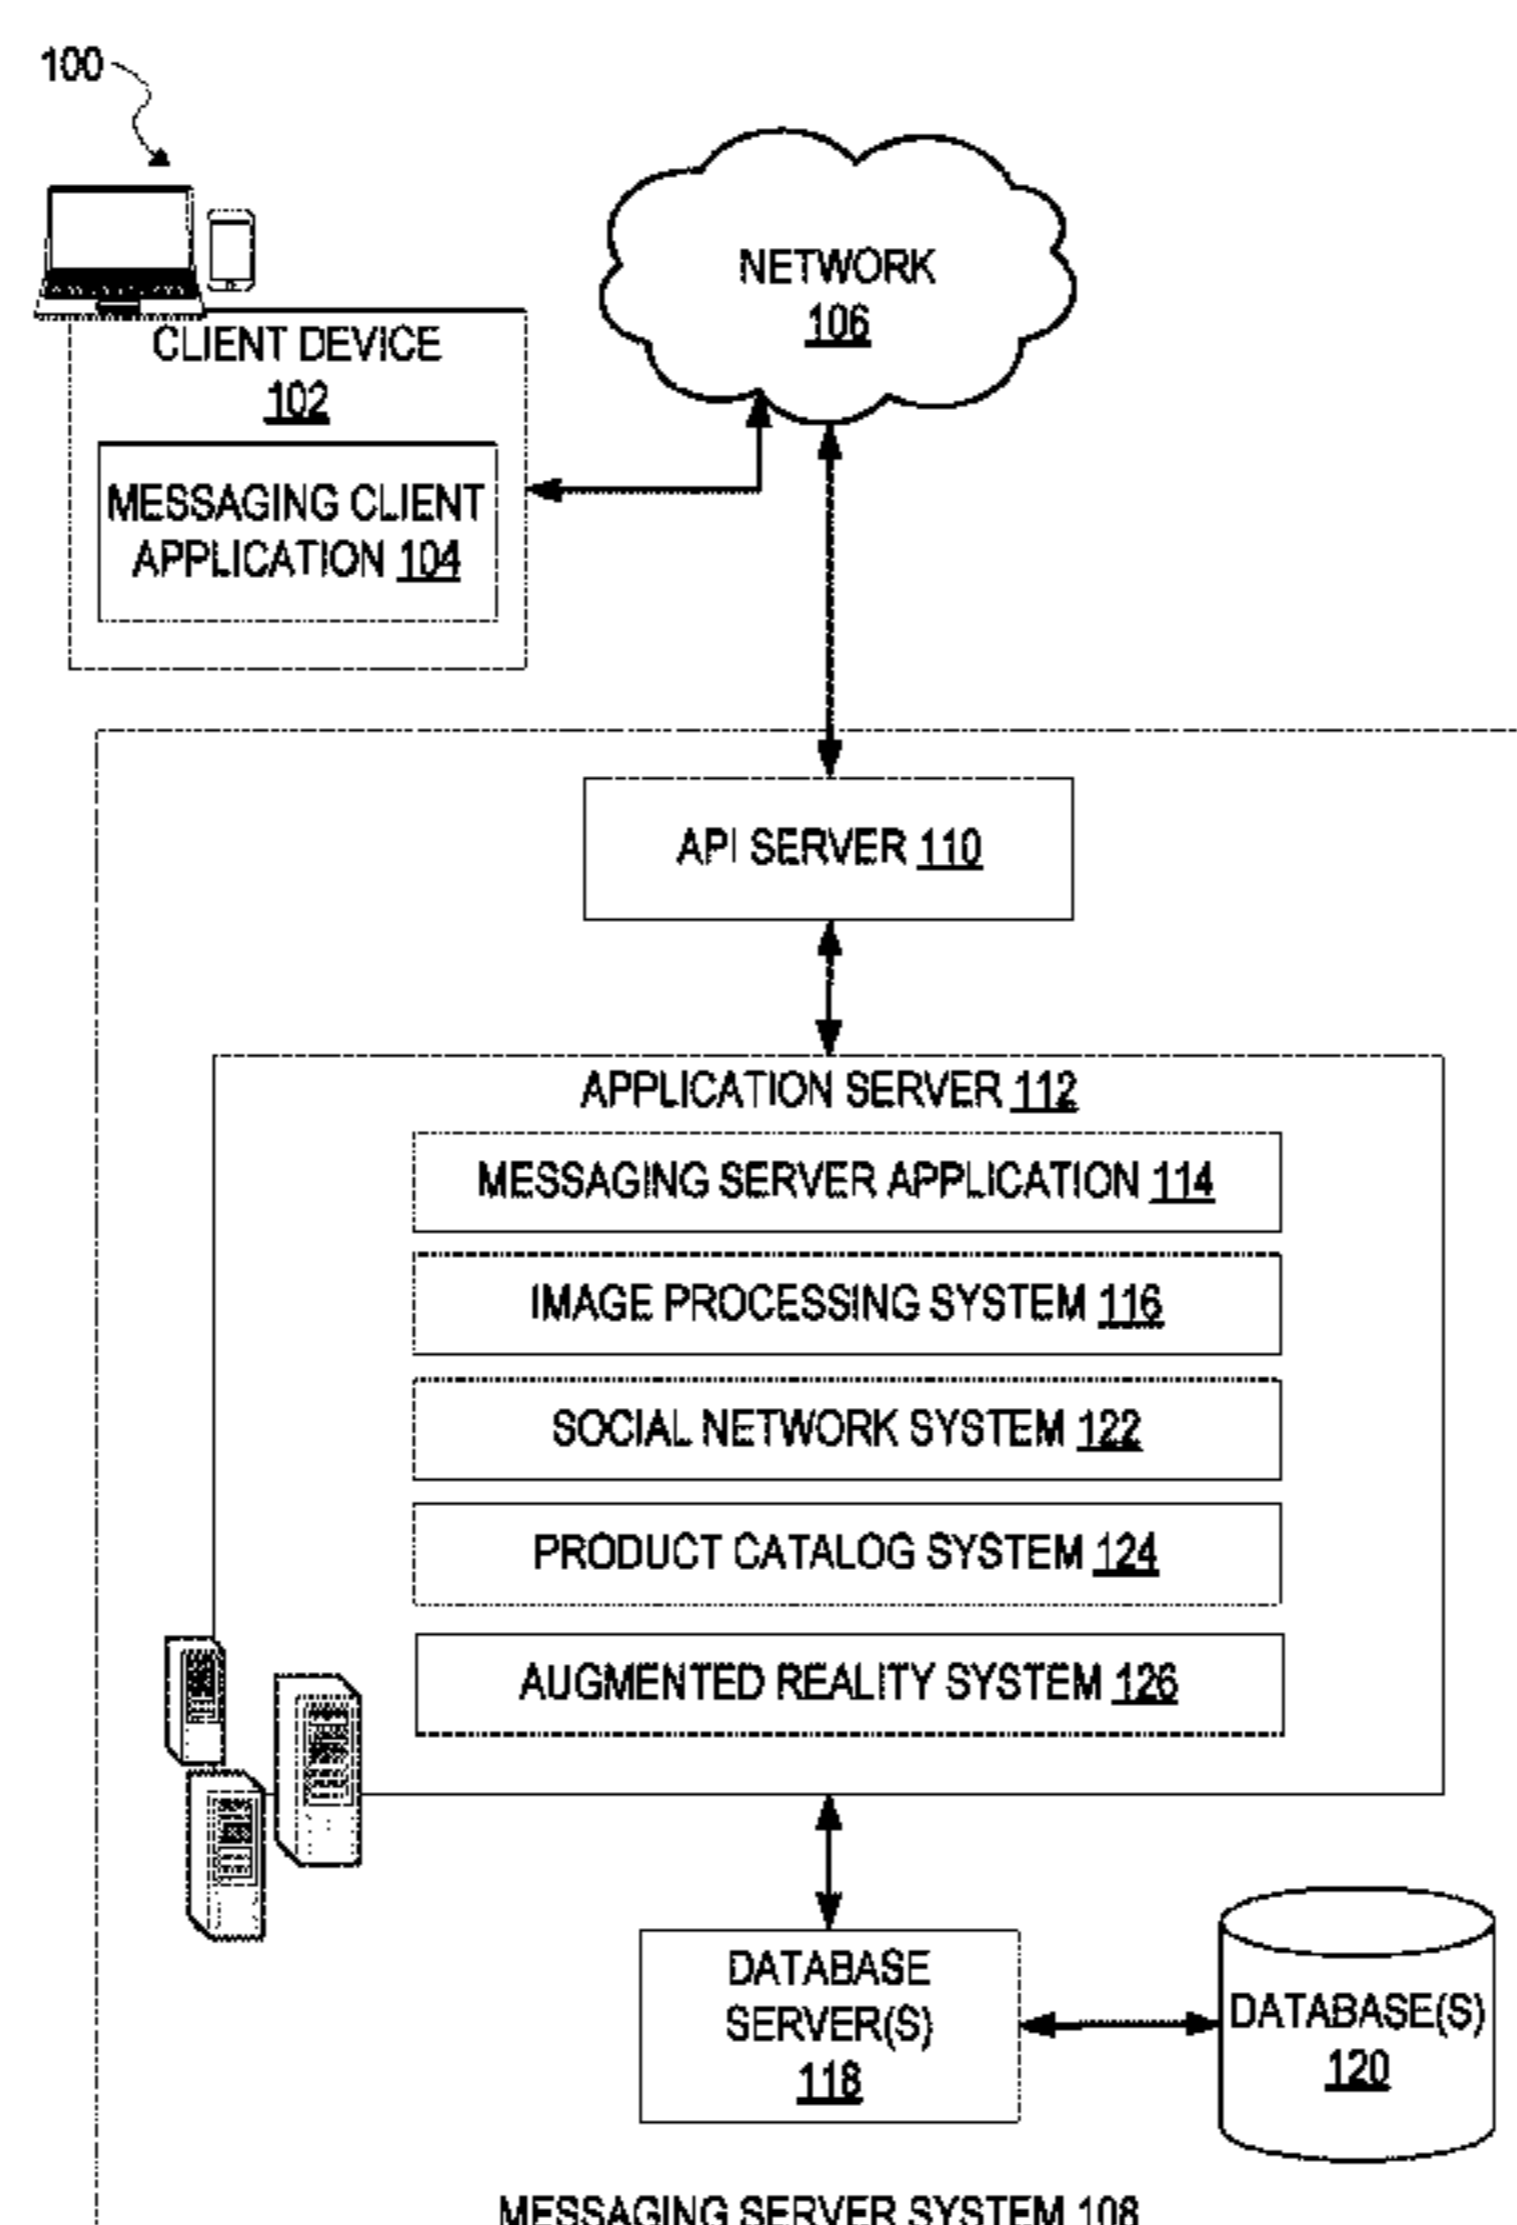 100
NETWORK
106
CLIENT DEVICE
102
MESSAGING CLIENT
APPLICATION 104
API SERVER 110
APPLICATION SERVER 112
MESSAGING SERVER APPLICATION 114
IMAGE PROCESSING SYSTEM 116
SOCIAL NETWORK SYSTEM 122
PRODUCT CATALOG SYSTEM 124
AUGMENTED REALITY SYSTEM 126
DATABASE
SERVER(S)
118
DATABASE(S)
120
MESSAGING SERVER SYSTEM 108